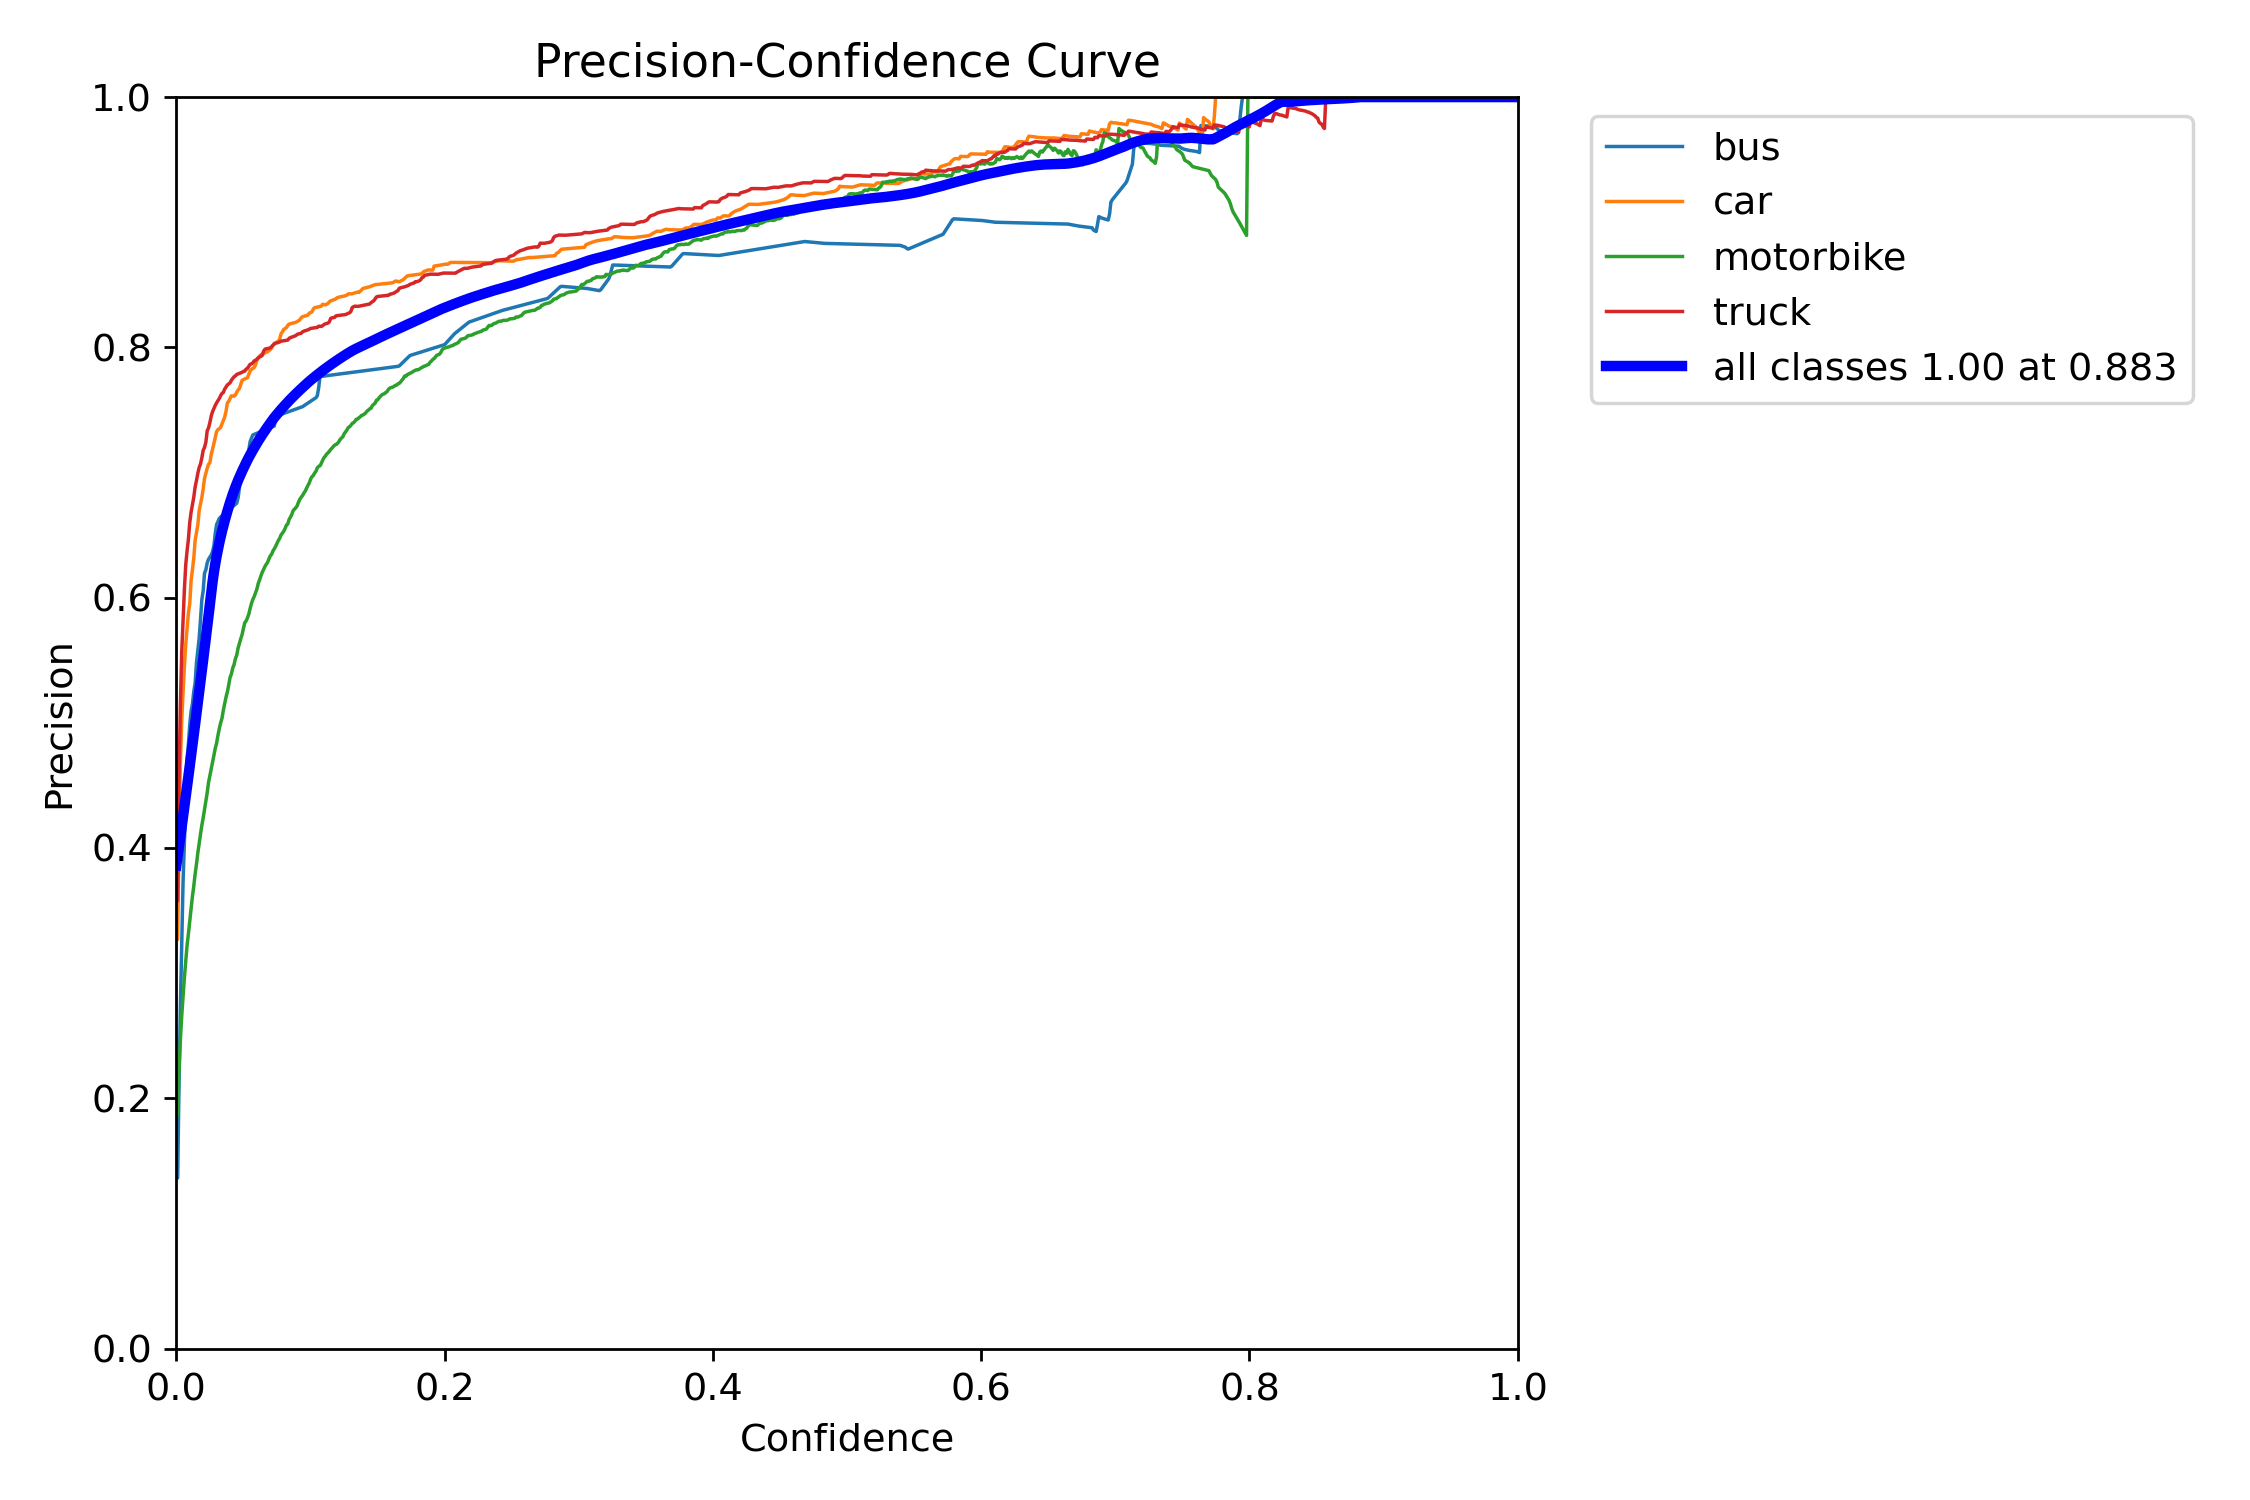 Precision-Confidence Curve
1.0
0.8
0.6
0.4
0.2
0.0
Precision
0.0 0.2 0.4 0.6 0.8 1.0
Confidence
bus
car
motorbike
truck
all classes 1.00 at 0.883